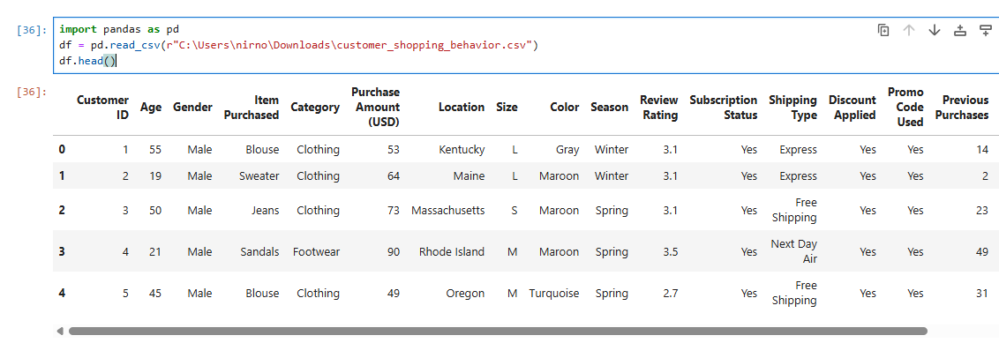 [36]: import pandas as pd
df = pd.read_csv(r"C:\Users\nirno\Downloads\customer_shopping_behavior.csv")
df.head()
[36]:
Customer ID Age Gender Item Purchased Category Purchase Amount (USD) Location Size Color Season Review Rating Subscription Status Shipping Type Discount Applied Promo Code Used Previous Purchases
0 1 55 Male Blouse Clothing 53 Kentucky L Gray Winter 3.1 Yes Express Yes Yes 14
1 2 19 Male Sweater Clothing 64 Maine L Maroon Winter 3.1 Yes Express Yes Yes 2
2 3 50 Male Jeans Clothing 73 Massachusetts S Maroon Spring 3.1 Yes Free Shipping Yes Yes 23
3 4 21 Male Sandals Footwear 90 Rhode Island M Maroon Spring 3.5 Yes Next Day Air Yes Yes 49
4 5 45 Male Blouse Clothing 49 Oregon M Turquoise Spring 2.7 Yes Free Shipping Yes Yes 31